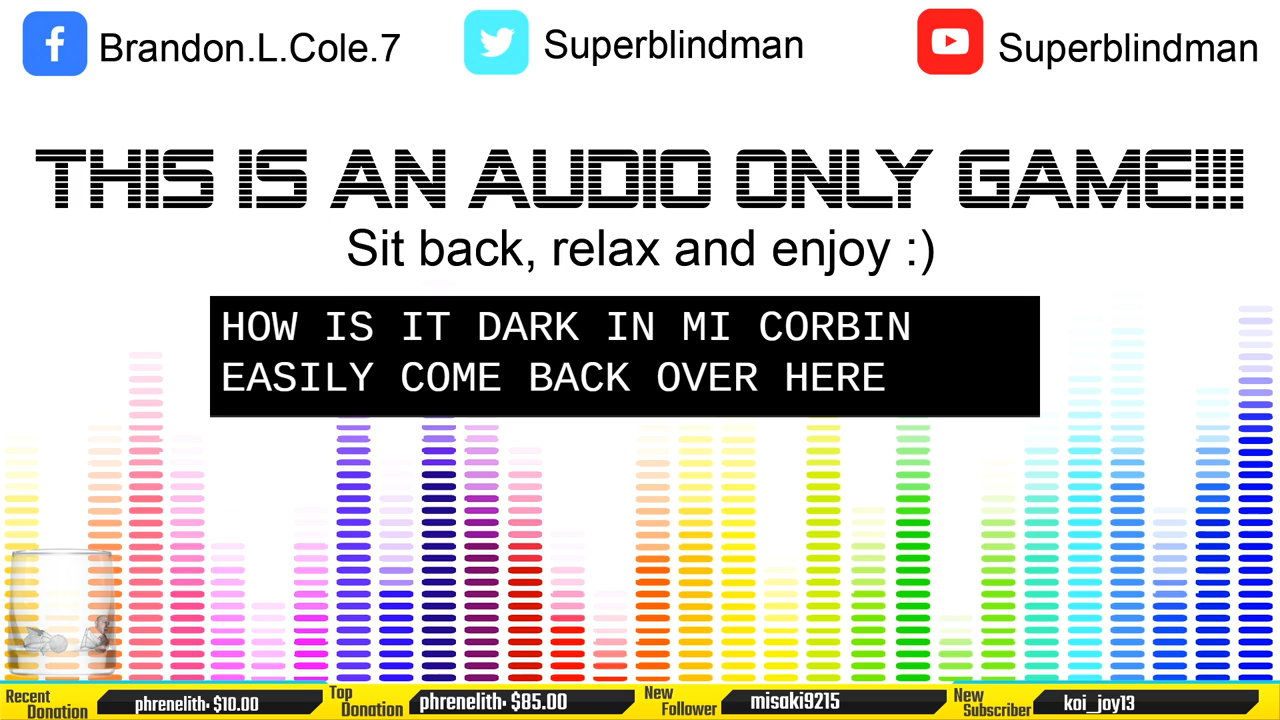 Brandon.L.Cole.7
Superblindman
Superblindman
THIS IS AN AUDIO ONLY GAME!!!
Sit back, relax and enjoy :)
HOW IS IT DARK IN MI CORBIN
EASILY COME BACK OVER HERE
Recent Donation
phrenelith: $10.00
Top Donation
phrenelith: $85.00
New Follower
misaki9215
New Subscriber
koi_joy13